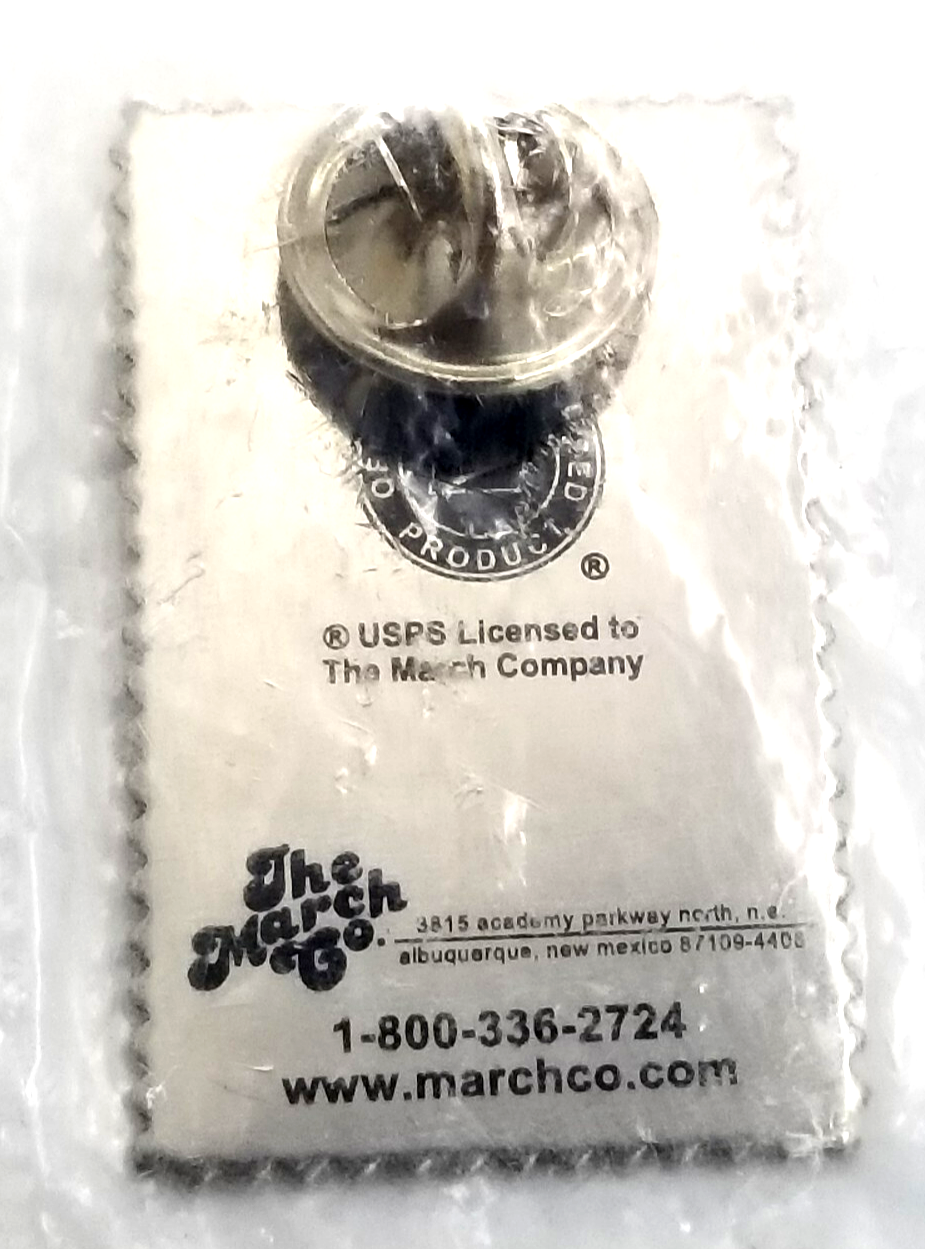 PRODUCT
®
® USPS Licensed to
The March Company
The
March
Co.
3815 academy parkway north, n.e.
albuquerque, new mexico 87109-4408
1-800-336-2724
www.marchco.com